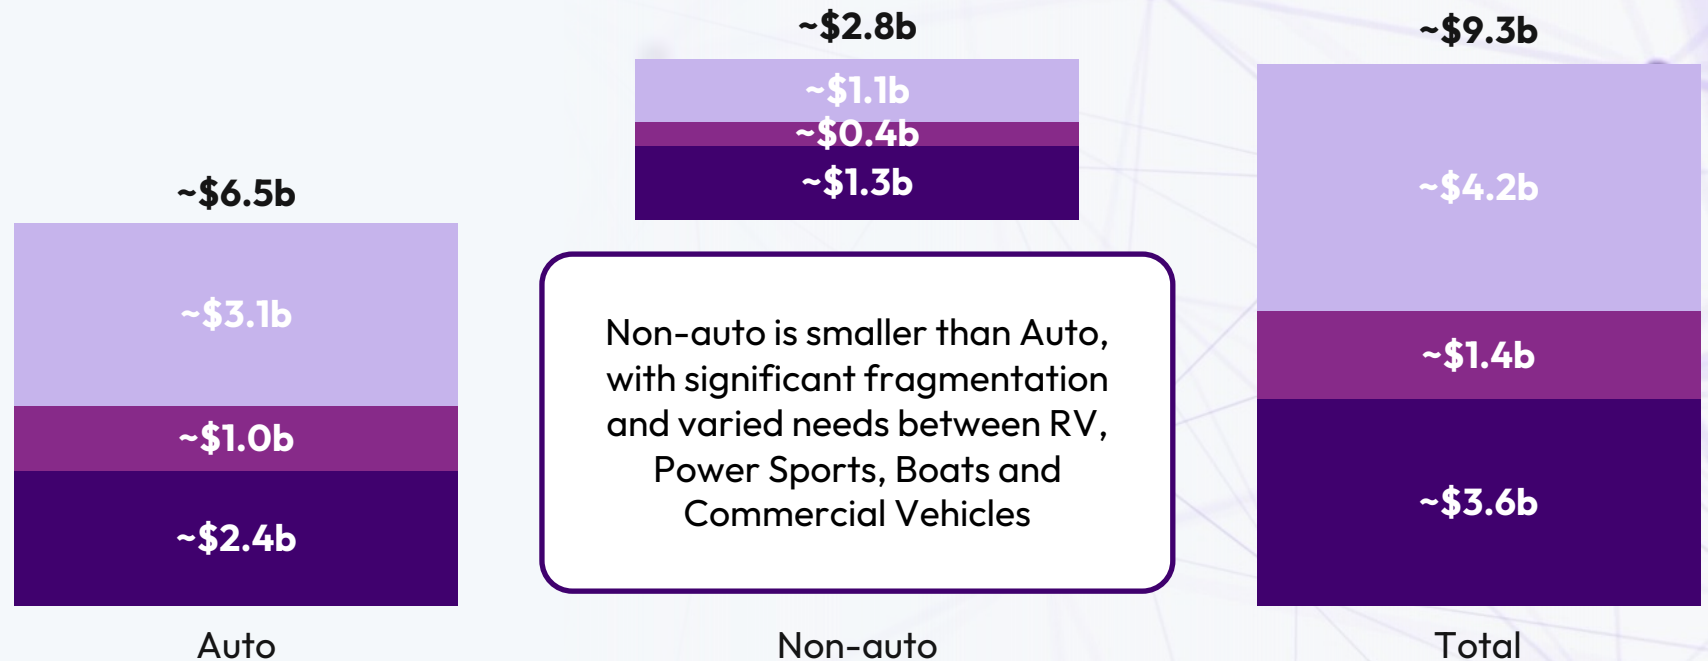 ~$6.5b
~$3.1b
~$1.0b
~$2.4b
Auto
~$2.8b
~$1.1b
~$0.4b
~$1.3b
Non-auto is smaller than Auto,
with significant fragmentation
and varied needs between RV,
Power Sports, Boats and
Commercial Vehicles
Non-auto
~$9.3b
~$4.2b
~$1.4b
~$3.6b
Total